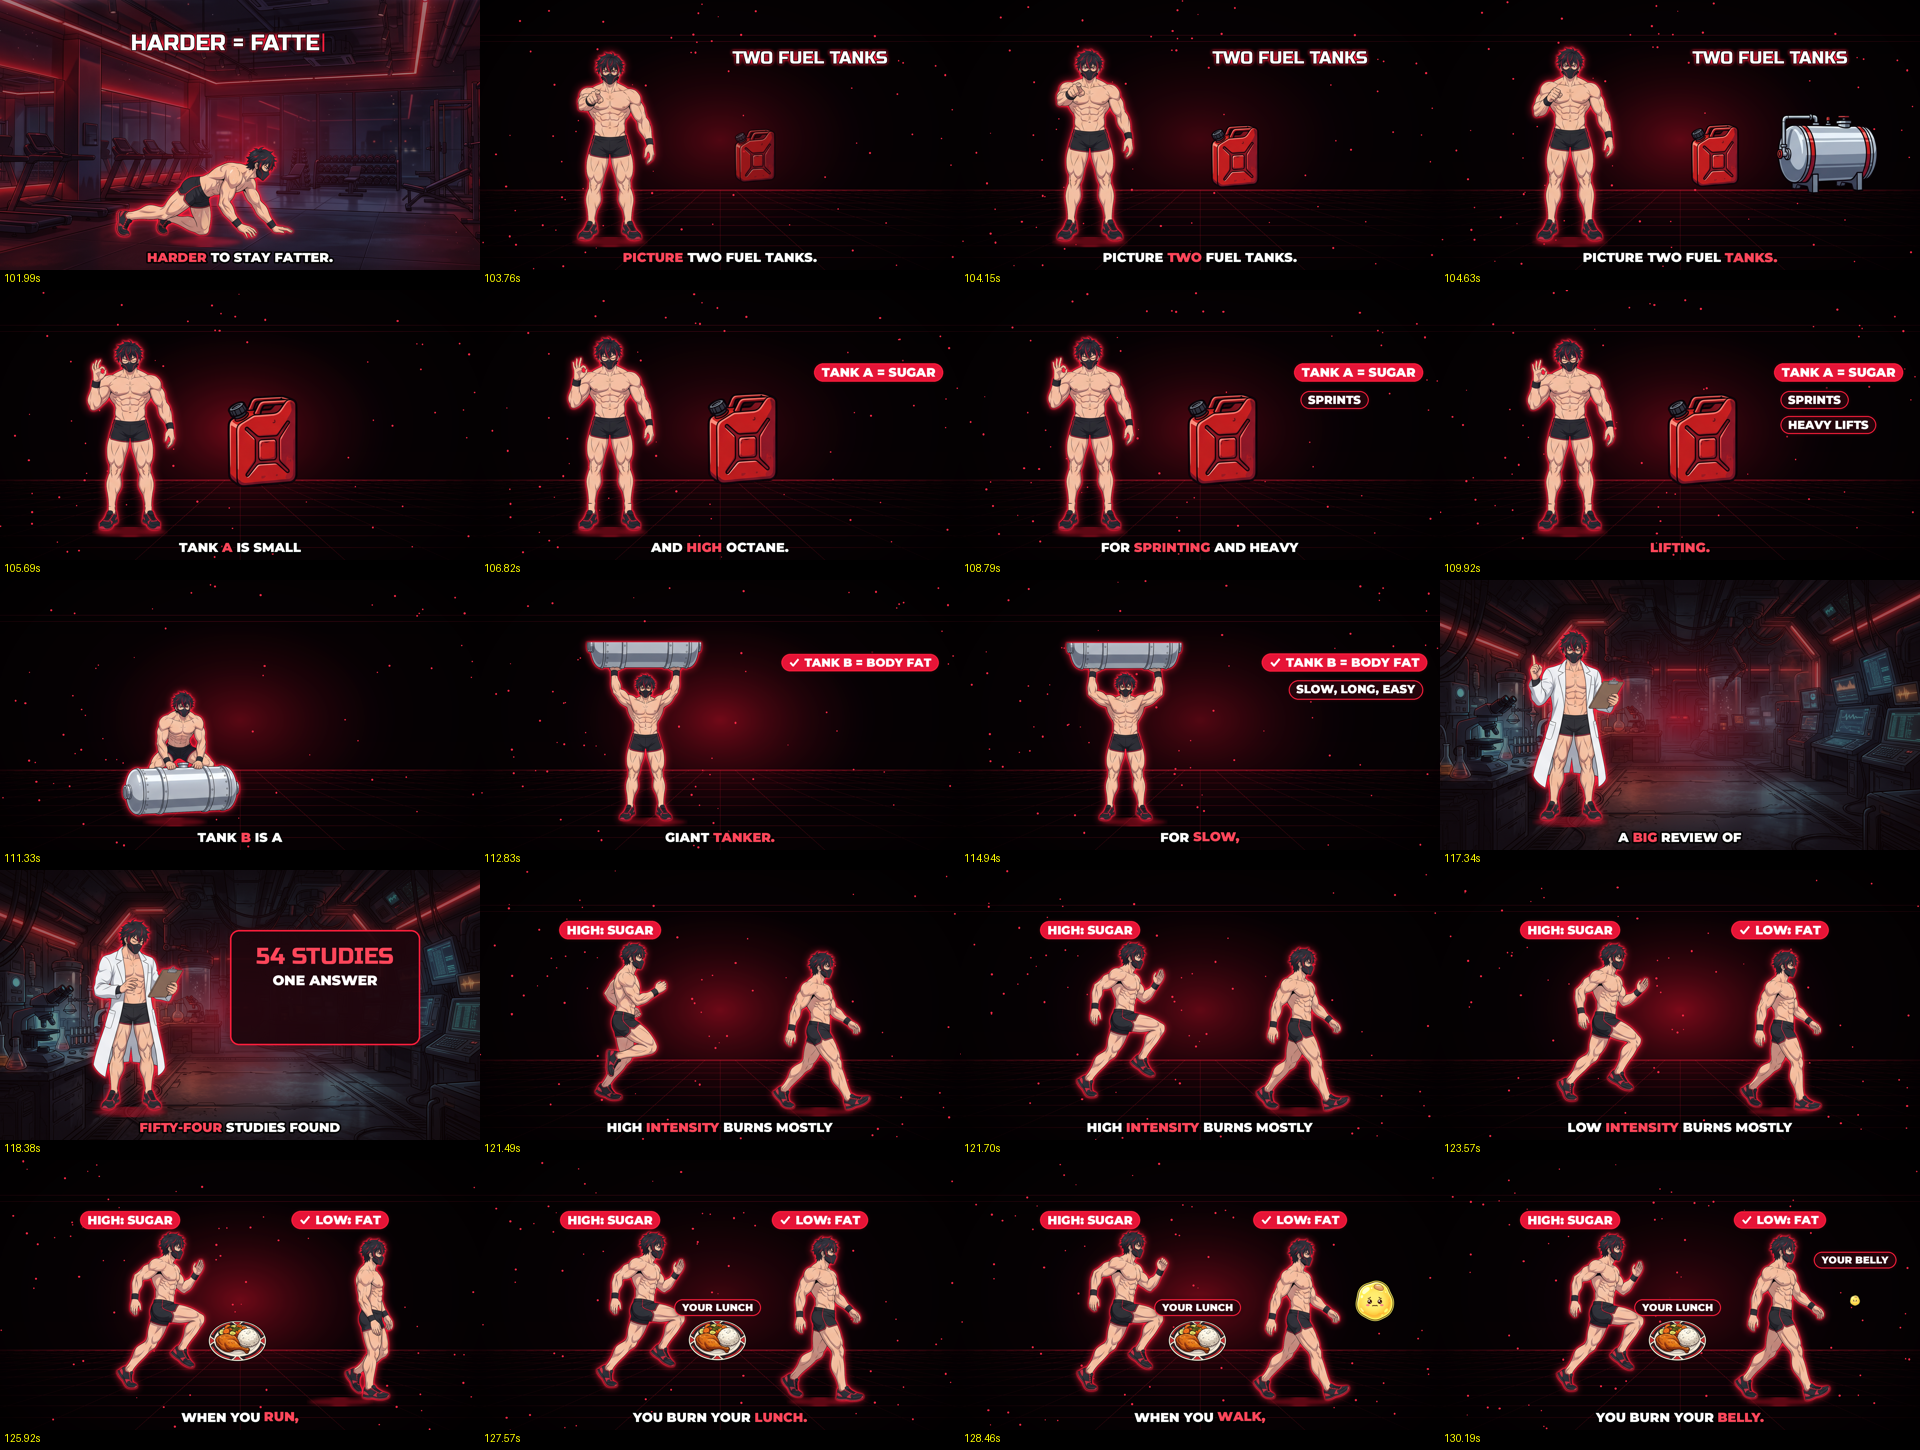 HARDER = FATTE
HARDER TO STAY FATTER.
101.99s
TWO FUEL TANKS
PICTURE TWO FUEL TANKS.
103.76s
TWO FUEL TANKS
PICTURE TWO FUEL TANKS.
104.15s
TWO FUEL TANKS
PICTURE TWO FUEL TANKS.
104.63s
TANK A IS SMALL
105.69s
TANK A = SUGAR
AND HIGH OCTANE.
106.82s
TANK A = SUGAR
SPRINTS
FOR SPRINTING AND HEAVY
108.79s
TANK A = SUGAR
SPRINTS
HEAVY LIFTS
LIFTING.
109.92s
TANK B IS A
111.33s
✓ TANK B = BODY FAT
GIANT TANKER.
112.83s
✓ TANK B = BODY FAT
SLOW, LONG, EASY
FOR SLOW,
114.94s
A BIG REVIEW OF
117.34s
54 STUDIES
ONE ANSWER
FIFTY-FOUR STUDIES FOUND
118.38s
HIGH: SUGAR
HIGH INTENSITY BURNS MOSTLY
121.49s
HIGH: SUGAR
HIGH INTENSITY BURNS MOSTLY
121.70s
HIGH: SUGAR
✓ LOW: FAT
LOW INTENSITY BURNS MOSTLY
123.57s
HIGH: SUGAR
✓ LOW: FAT
WHEN YOU RUN,
125.92s
HIGH: SUGAR
✓ LOW: FAT
YOUR LUNCH
YOU BURN YOUR LUNCH.
127.57s
HIGH: SUGAR
✓ LOW: FAT
YOUR LUNCH
WHEN YOU WALK,
128.46s
HIGH: SUGAR
✓ LOW: FAT
YOUR BELLY
YOUR LUNCH
YOU BURN YOUR BELLY.
130.19s